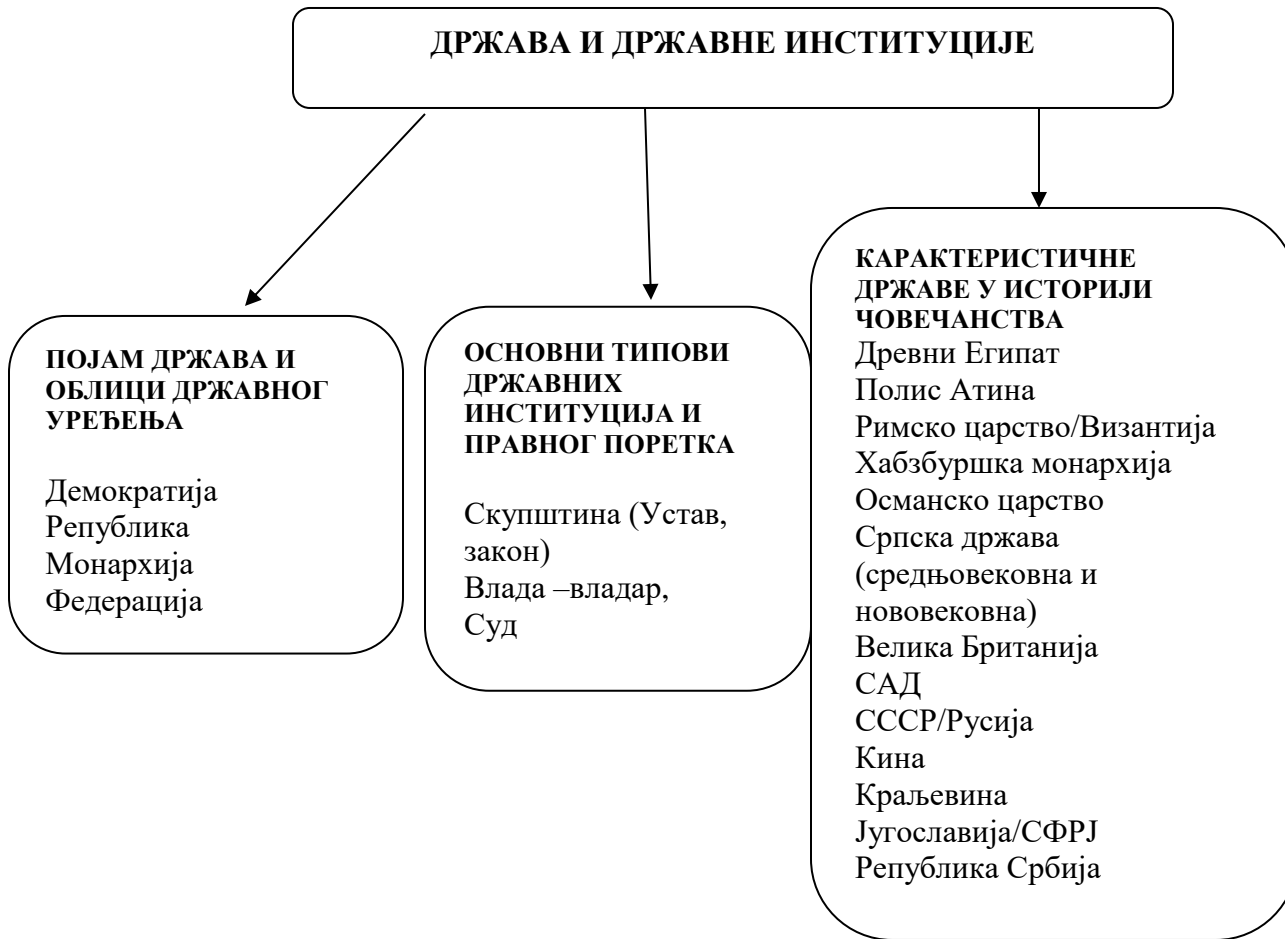 ДРЖАВА И ДРЖАВНЕ ИНСТИТУЦИЈЕ
ПОЈАМ ДРЖАВА И
ОБЛИЦИ ДРЖАВНОГ
УРЕЂЕЊА
Демократија
Република
Монархија
Федерација
ОСНОВНИ ТИПОВИ
ДРЖАВНИХ
ИНСТИТУЦИЈА И
ПРАВНОГ ПОРЕТКА
Скупштина (Устав,
закон)
Влада –владар,
Суд
КАРАКТЕРИСТИЧНЕ
ДРЖАВЕ У ИСТОРИЈИ
ЧОВЕЧАНСТВА
Древни Египат
Полис Атина
Римско царство/Византија
Хабзбуршка монархија
Османско царство
Српска држава
(средњовековна и
нововековна)
Велика Британија
САД
СССР/Русија
Кина
Краљевина
Југославија/СФРЈ
Република Србија